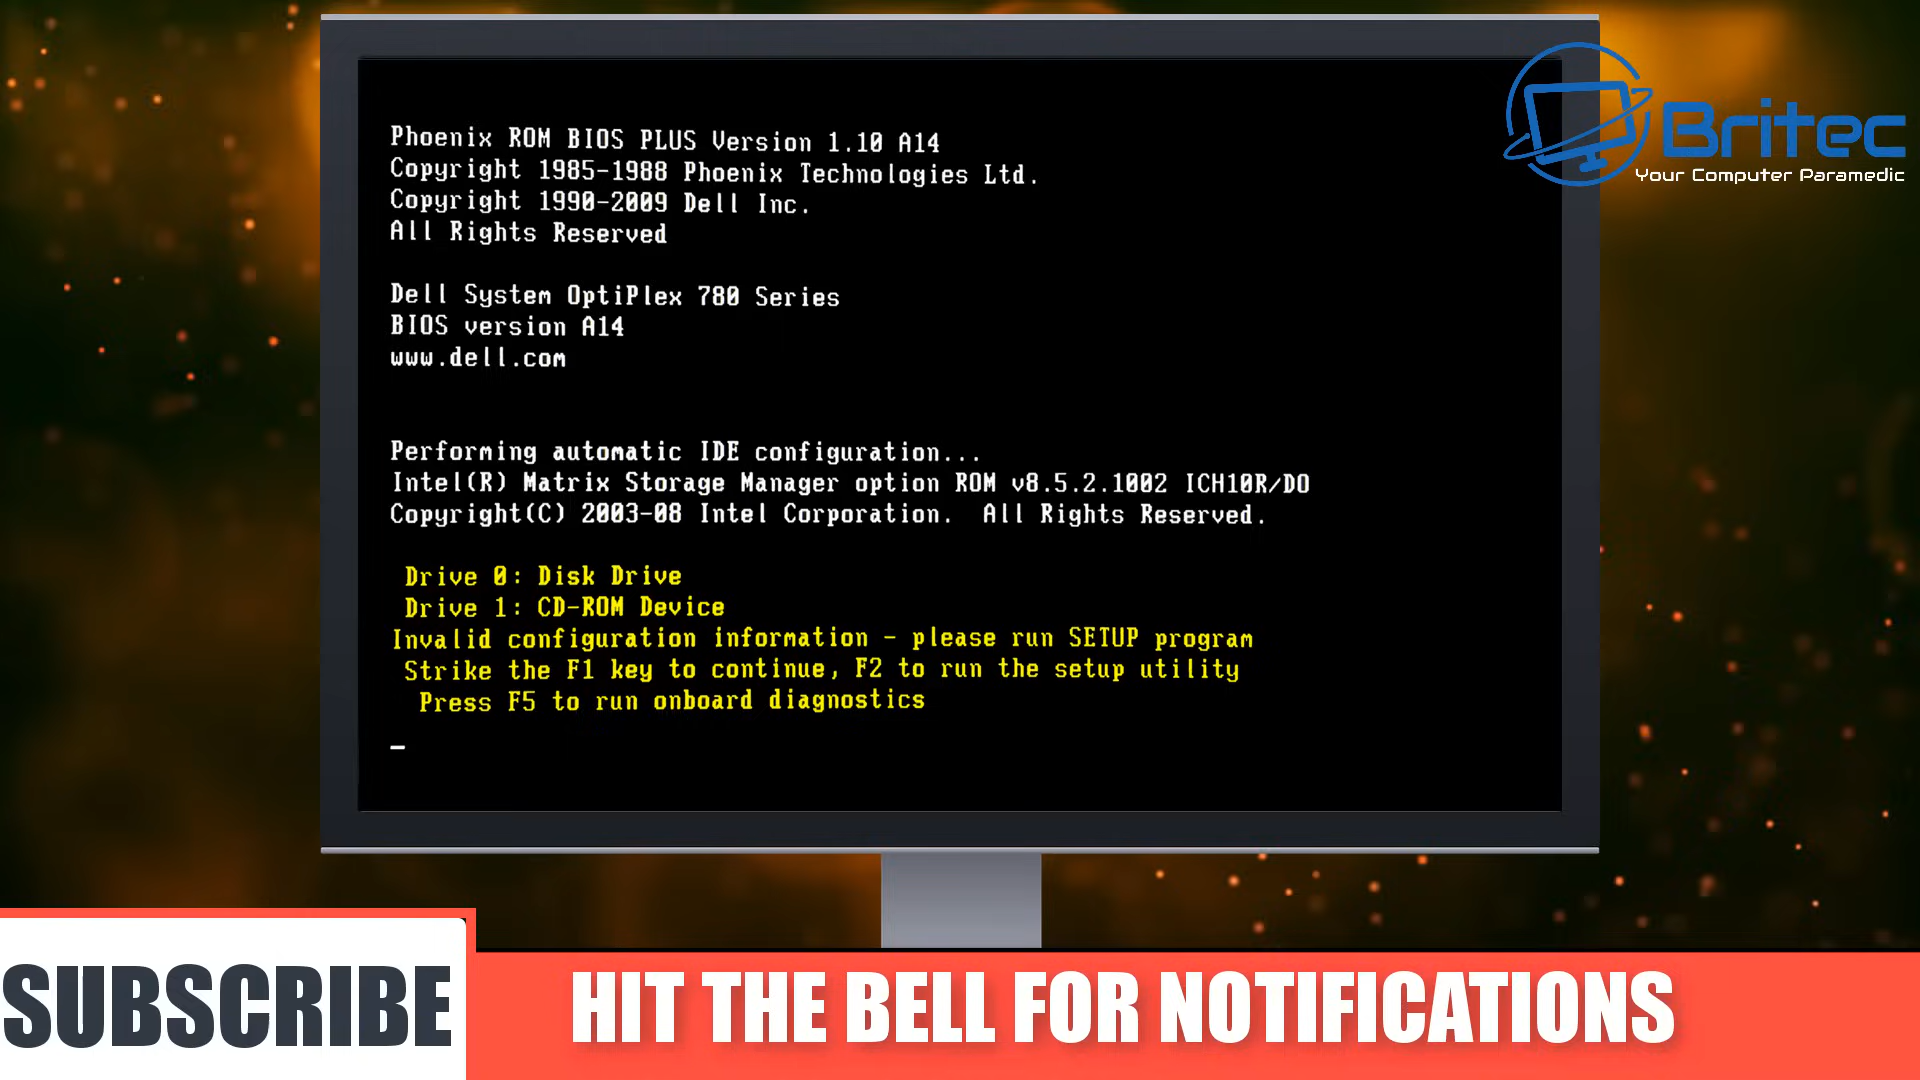 Phoenix ROM BIOS PLUS Version 1.10 A14
Copyright 1985-1988 Phoenix Technologies Ltd.
Copyright 1990-2009 Dell Inc.
All Rights Reserved
Dell System OptiPlex 780 Series
BIOS version A14
www.dell.com
Performing automatic IDE configuration...
Intel(R) Matrix Storage Manager option ROM v8.5.2.1002 ICH10R/DO
Copyright(C) 2003-08 Intel Corporation.  All Rights Reserved.
Drive 0: Disk Drive
Drive 1: CD-ROM Device
Invalid configuration information - please run SETUP program
Strike the F1 key to continue, F2 to run the setup utility
Press F5 to run onboard diagnostics
_
Britec
Your Computer Paramedic
SUBSCRIBE
HIT THE BELL FOR NOTIFICATIONS